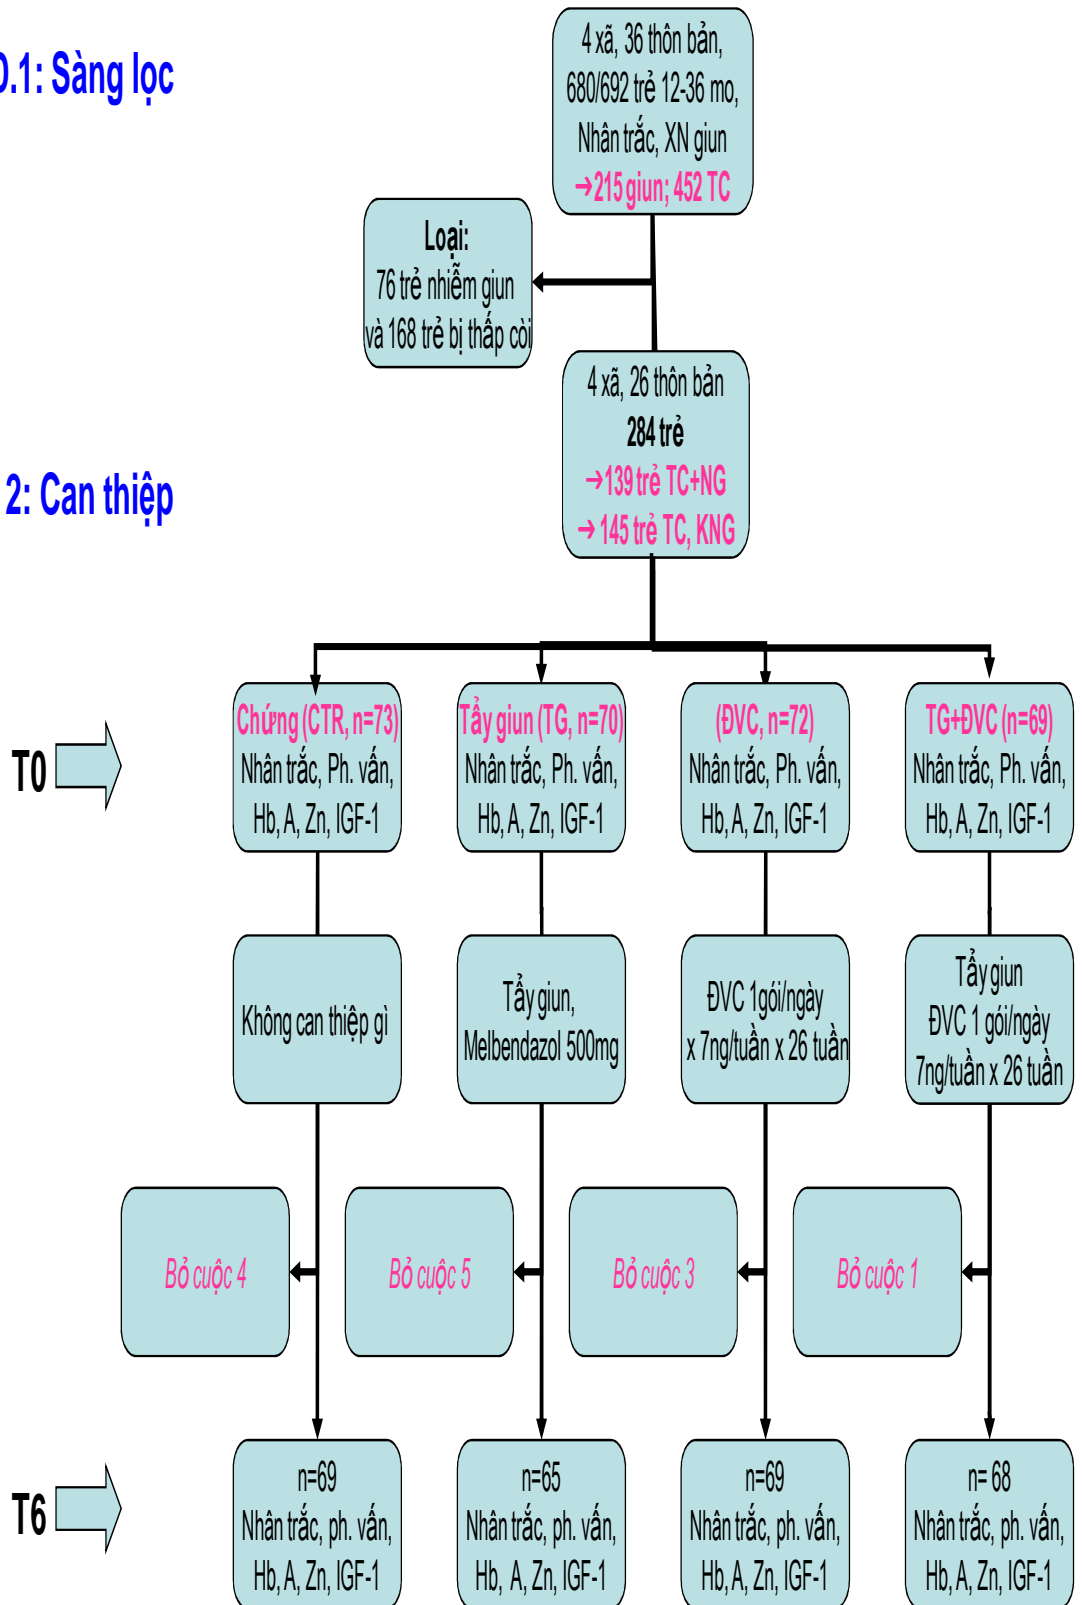 0.1: Sàng lọc
4 xã, 36 thôn bản,
680/692 trẻ 12-36 mo,
Nhân trắc, XN giun
→215 giun; 452 TC
Loại:
76 trẻ nhiễm giun
và 168 trẻ bị thấp còi
4 xã, 26 thôn bản
284 trẻ
→139 trẻ TC+NG
→ 145 trẻ TC, KNG
2: Can thiệp
T0
Chứng (CTR, n=73)
Nhân trắc, Ph. vấn,
Hb, A, Zn, IGF-1
Tẩy giun (TG, n=70)
Nhân trắc, Ph. vấn,
Hb, A, Zn, IGF-1
(ĐVC, n=72)
Nhân trắc, Ph. vấn,
Hb, A, Zn, IGF-1
TG+ĐVC (n=69)
Nhân trắc, Ph. vấn,
Hb, A, Zn, IGF-1
Không can thiệp gì
Tẩy giun,
Melbendazol 500mg
ĐVC 1gói/ngày
x 7ng/tuần x 26 tuần
Tẩy giun
ĐVC 1 gói/ngày
7ng/tuần x 26 tuần
Bỏ cuộc 4
Bỏ cuộc 5
Bỏ cuộc 3
Bỏ cuộc 1
T6
n=69
Nhân trắc, ph. vấn,
Hb, A, Zn, IGF-1
n=65
Nhân trắc, ph. vấn,
Hb, A, Zn, IGF-1
n=69
Nhân trắc, ph. vấn,
Hb, A, Zn, IGF-1
n= 68
Nhân trắc, ph. vấn,
Hb, A, Zn, IGF-1